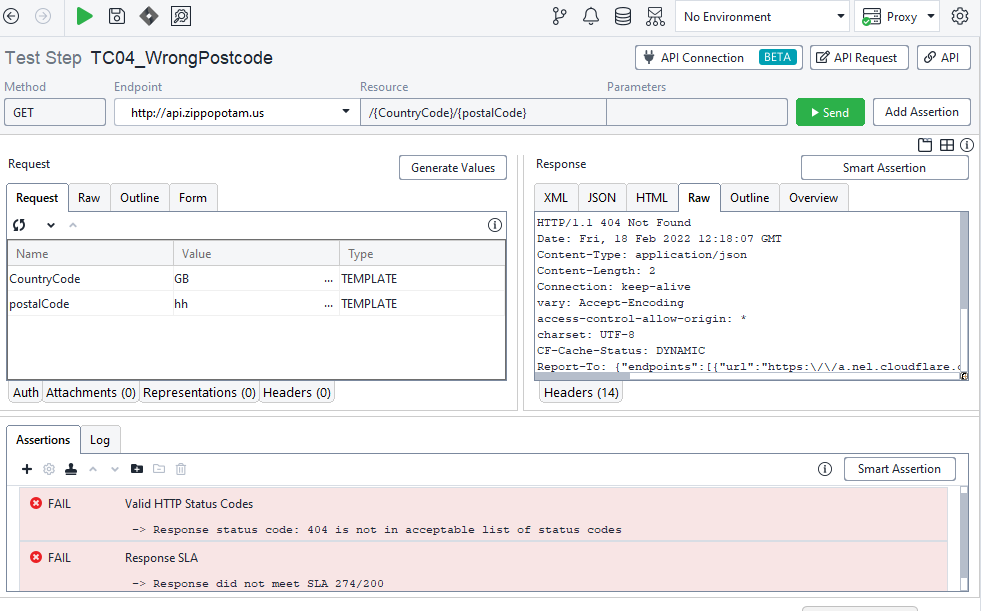 No Environment
Proxy
Test Step TC04_WrongPostcode
API Connection BETA
API Request
API
Method Endpoint Resource Parameters
GET http://api.zippopotam.us /{CountryCode}/{postalCode} Send Add Assertion
Request Generate Values
Request Raw Outline Form
Name Value Type
CountryCode GB ... TEMPLATE
postalCode hh ... TEMPLATE
Auth Attachments (0) Representations (0) Headers (0)
Response Smart Assertion
XML JSON HTML Raw Outline Overview
HTTP/1.1 404 Not Found
Date: Fri, 18 Feb 2022 12:18:07 GMT
Content-Type: application/json
Content-Length: 2
Connection: keep-alive
vary: Accept-Encoding
access-control-allow-origin: *
charset: UTF-8
CF-Cache-Status: DYNAMIC
Report-To: {"endpoints":[{"url":"https:\/\/a.nel.cloudflare.c
Headers (14)
Assertions Log
Smart Assertion
FAIL Valid HTTP Status Codes
-> Response status code: 404 is not in acceptable list of status codes
FAIL Response SLA
-> Response did not meet SLA 274/200